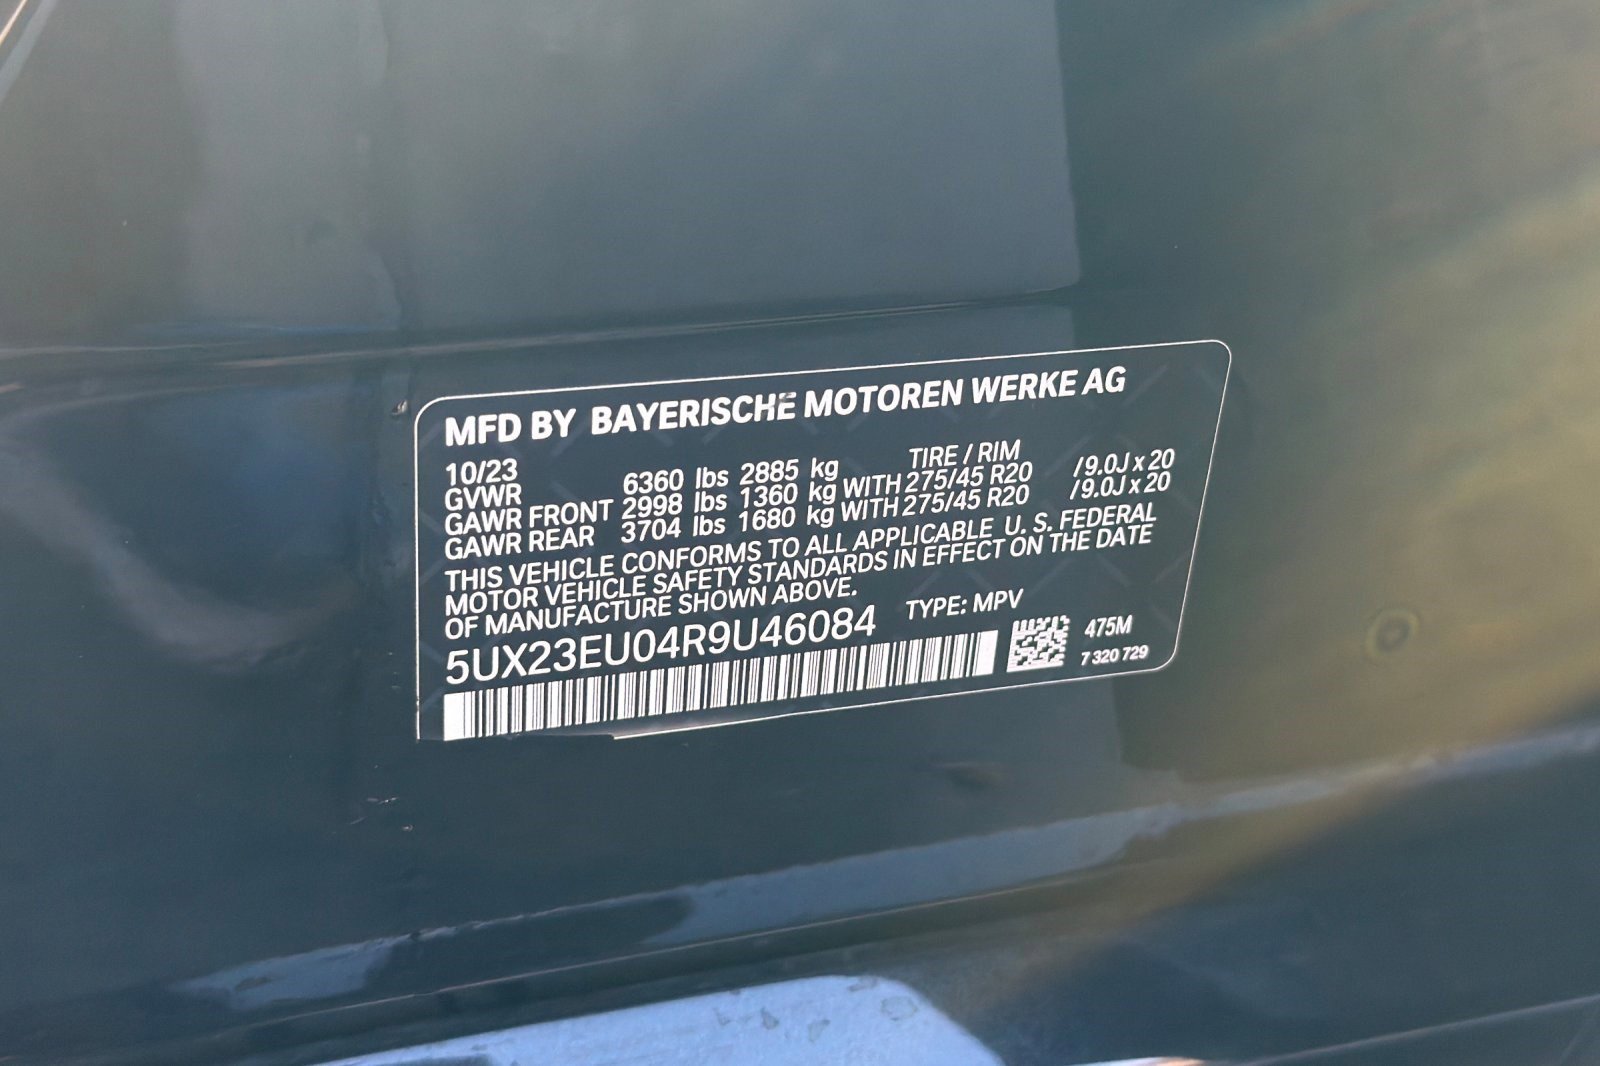 MFD BY BAYERISCHE MOTOREN WERKE AG
10/23 TIRE / RIM
GVWR 6360 lbs 2885 kg
GAWR FRONT 2998 lbs 1360 kg WITH 275/45 R20 / 9.0J x 20
GAWR REAR 3704 lbs 1680 kg WITH 275/45 R20 / 9.0J x 20
THIS VEHICLE CONFORMS TO ALL APPLICABLE U. S. FEDERAL
MOTOR VEHICLE SAFETY STANDARDS IN EFFECT ON THE DATE
OF MANUFACTURE SHOWN ABOVE.
5UX23EU04R9U46084 TYPE: MPV
475M
7 320 729